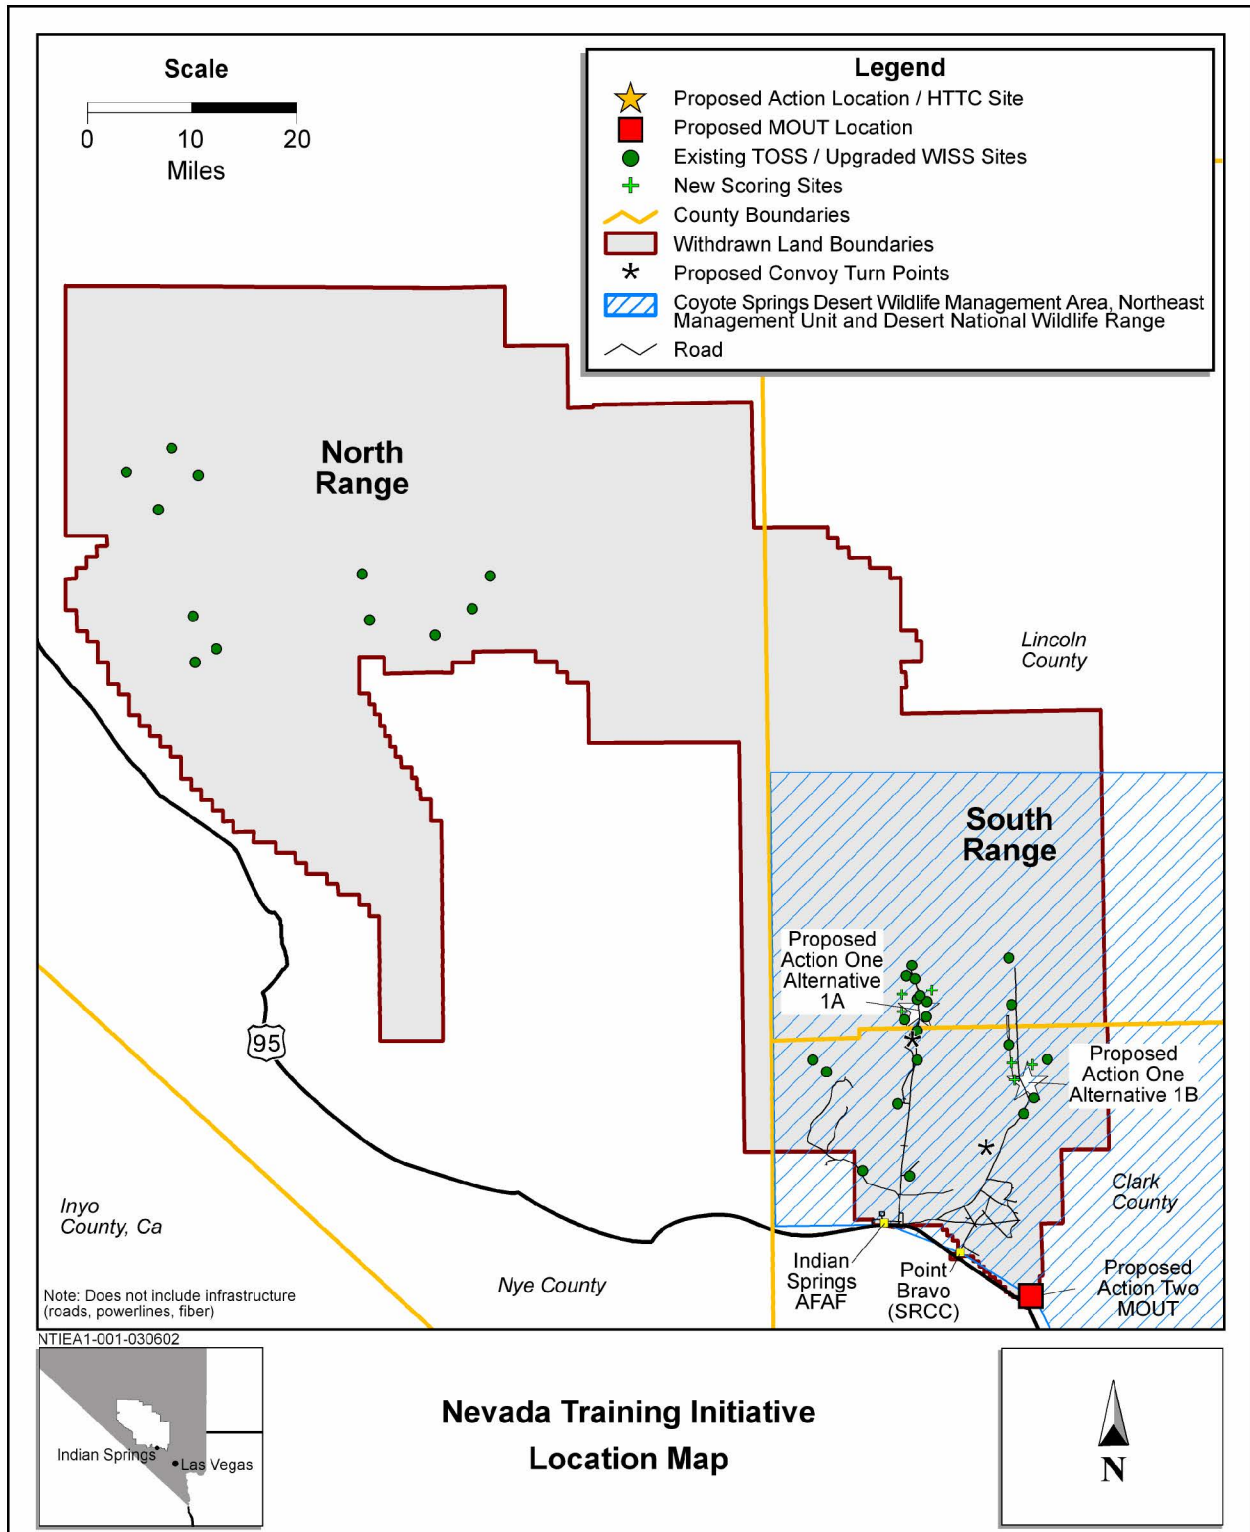 Scale
0 10 20
Miles
Legend
Proposed Action Location / HTTC Site
Proposed MOUT Location
Existing TOSS / Upgraded WISS Sites
New Scoring Sites
County Boundaries
Withdrawn Land Boundaries
Proposed Convoy Turn Points
Coyote Springs Desert Wildlife Management Area, Northeast
Management Unit and Desert National Wildlife Range
Road
North
Range
Lincoln
County
South
Range
Proposed
Action One
Alternative
1A
95
Proposed
Action One
Alternative 1B
Clark
County
Inyo
County, Ca
Nye County
Indian
Springs
AFAF
Point
Bravo
(SRCC)
Proposed
Action Two
MOUT
Note: Does not include infrastructure
(roads, powerlines, fiber)
NTIEA1-001-030602
Indian Springs
Las Vegas
Nevada Training Initiative
Location Map
N